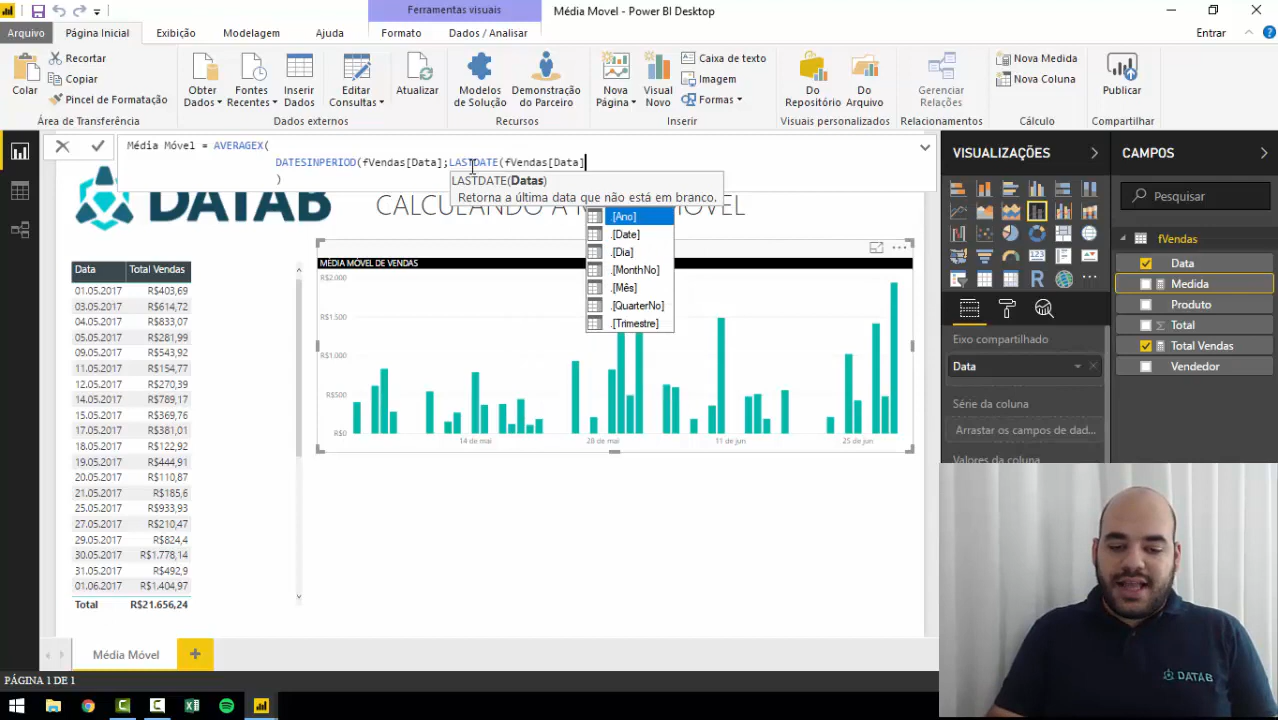 Ferramentas visuais
Média Movel - Power BI Desktop
Arquivo
Página Inicial
Exibição
Modelagem
Ajuda
Formato
Dados / Analisar
Entrar
Colar
Recortar
Copiar
Pincel de Formatação
Área de Transferência
Obter
Dados
Fontes
Recentes
Inserir
Dados
Editar
Consultas
Atualizar
Dados externos
Modelos
de Solução
Demonstração
do Parceiro
Recursos
Nova
Página
Visual
Novo
Caixa de texto
Imagem
Formas
Inserir
Do
Repositório
Do
Arquivo
Visuais personalizados
Gerenciar
Relações
Relações
Nova Medida
Nova Coluna
Cálculo
Publicar
Compartilhar
Média Móvel = AVERAGEX(
DATESINPERIOD(fVendas[Data];LASTDATE(fVendas[Data]
)
LASTDATE(Datas)
Retorna a última data que não está em branco.
.[Ano]
.[Date]
.[Dia]
.[MonthNo]
.[Mês]
.[QuarterNo]
.[Trimestre]
DATAB
MÉDIA MÓVEL DE VENDAS
R$2.000
R$1.500
R$1.000
R$500
R$0
14 de mai
28 de mai
11 de jun
25 de jun
Data Total Vendas
01.05.2017 R$403,69
03.05.2017 R$614,72
04.05.2017 R$833,07
05.05.2017 R$281,99
09.05.2017 R$543,92
11.05.2017 R$154,77
12.05.2017 R$270,39
14.05.2017 R$789,17
15.05.2017 R$369,76
17.05.2017 R$381,01
18.05.2017 R$122,92
19.05.2017 R$444,91
20.05.2017 R$110,87
21.05.2017 R$185,6
25.05.2017 R$933,93
27.05.2017 R$210,47
29.05.2017 R$824,4
30.05.2017 R$1.778,14
31.05.2017 R$492,9
01.06.2017 R$1.404,97
Total R$21.656,24
VISUALIZAÇÕES
R
Eixo compartilhado
Data
Série da coluna
Arrastar os campos de dad...
Valores da coluna
CAMPOS
Pesquisar
fVendas
Data
Medida
Produto
Total
Total Vendas
Vendedor
Média Móvel
PÁGINA 1 DE 1
DATAB